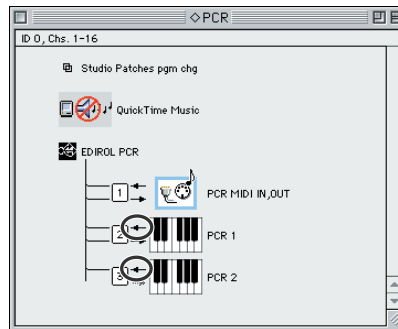 ◇PCR
ID 0, Chs. 1-16
Studio Patches pgm chg
QuickTime Music
EDIROL PCR
1
PCR MIDI IN,OUT
2
PCR 1
3
PCR 2